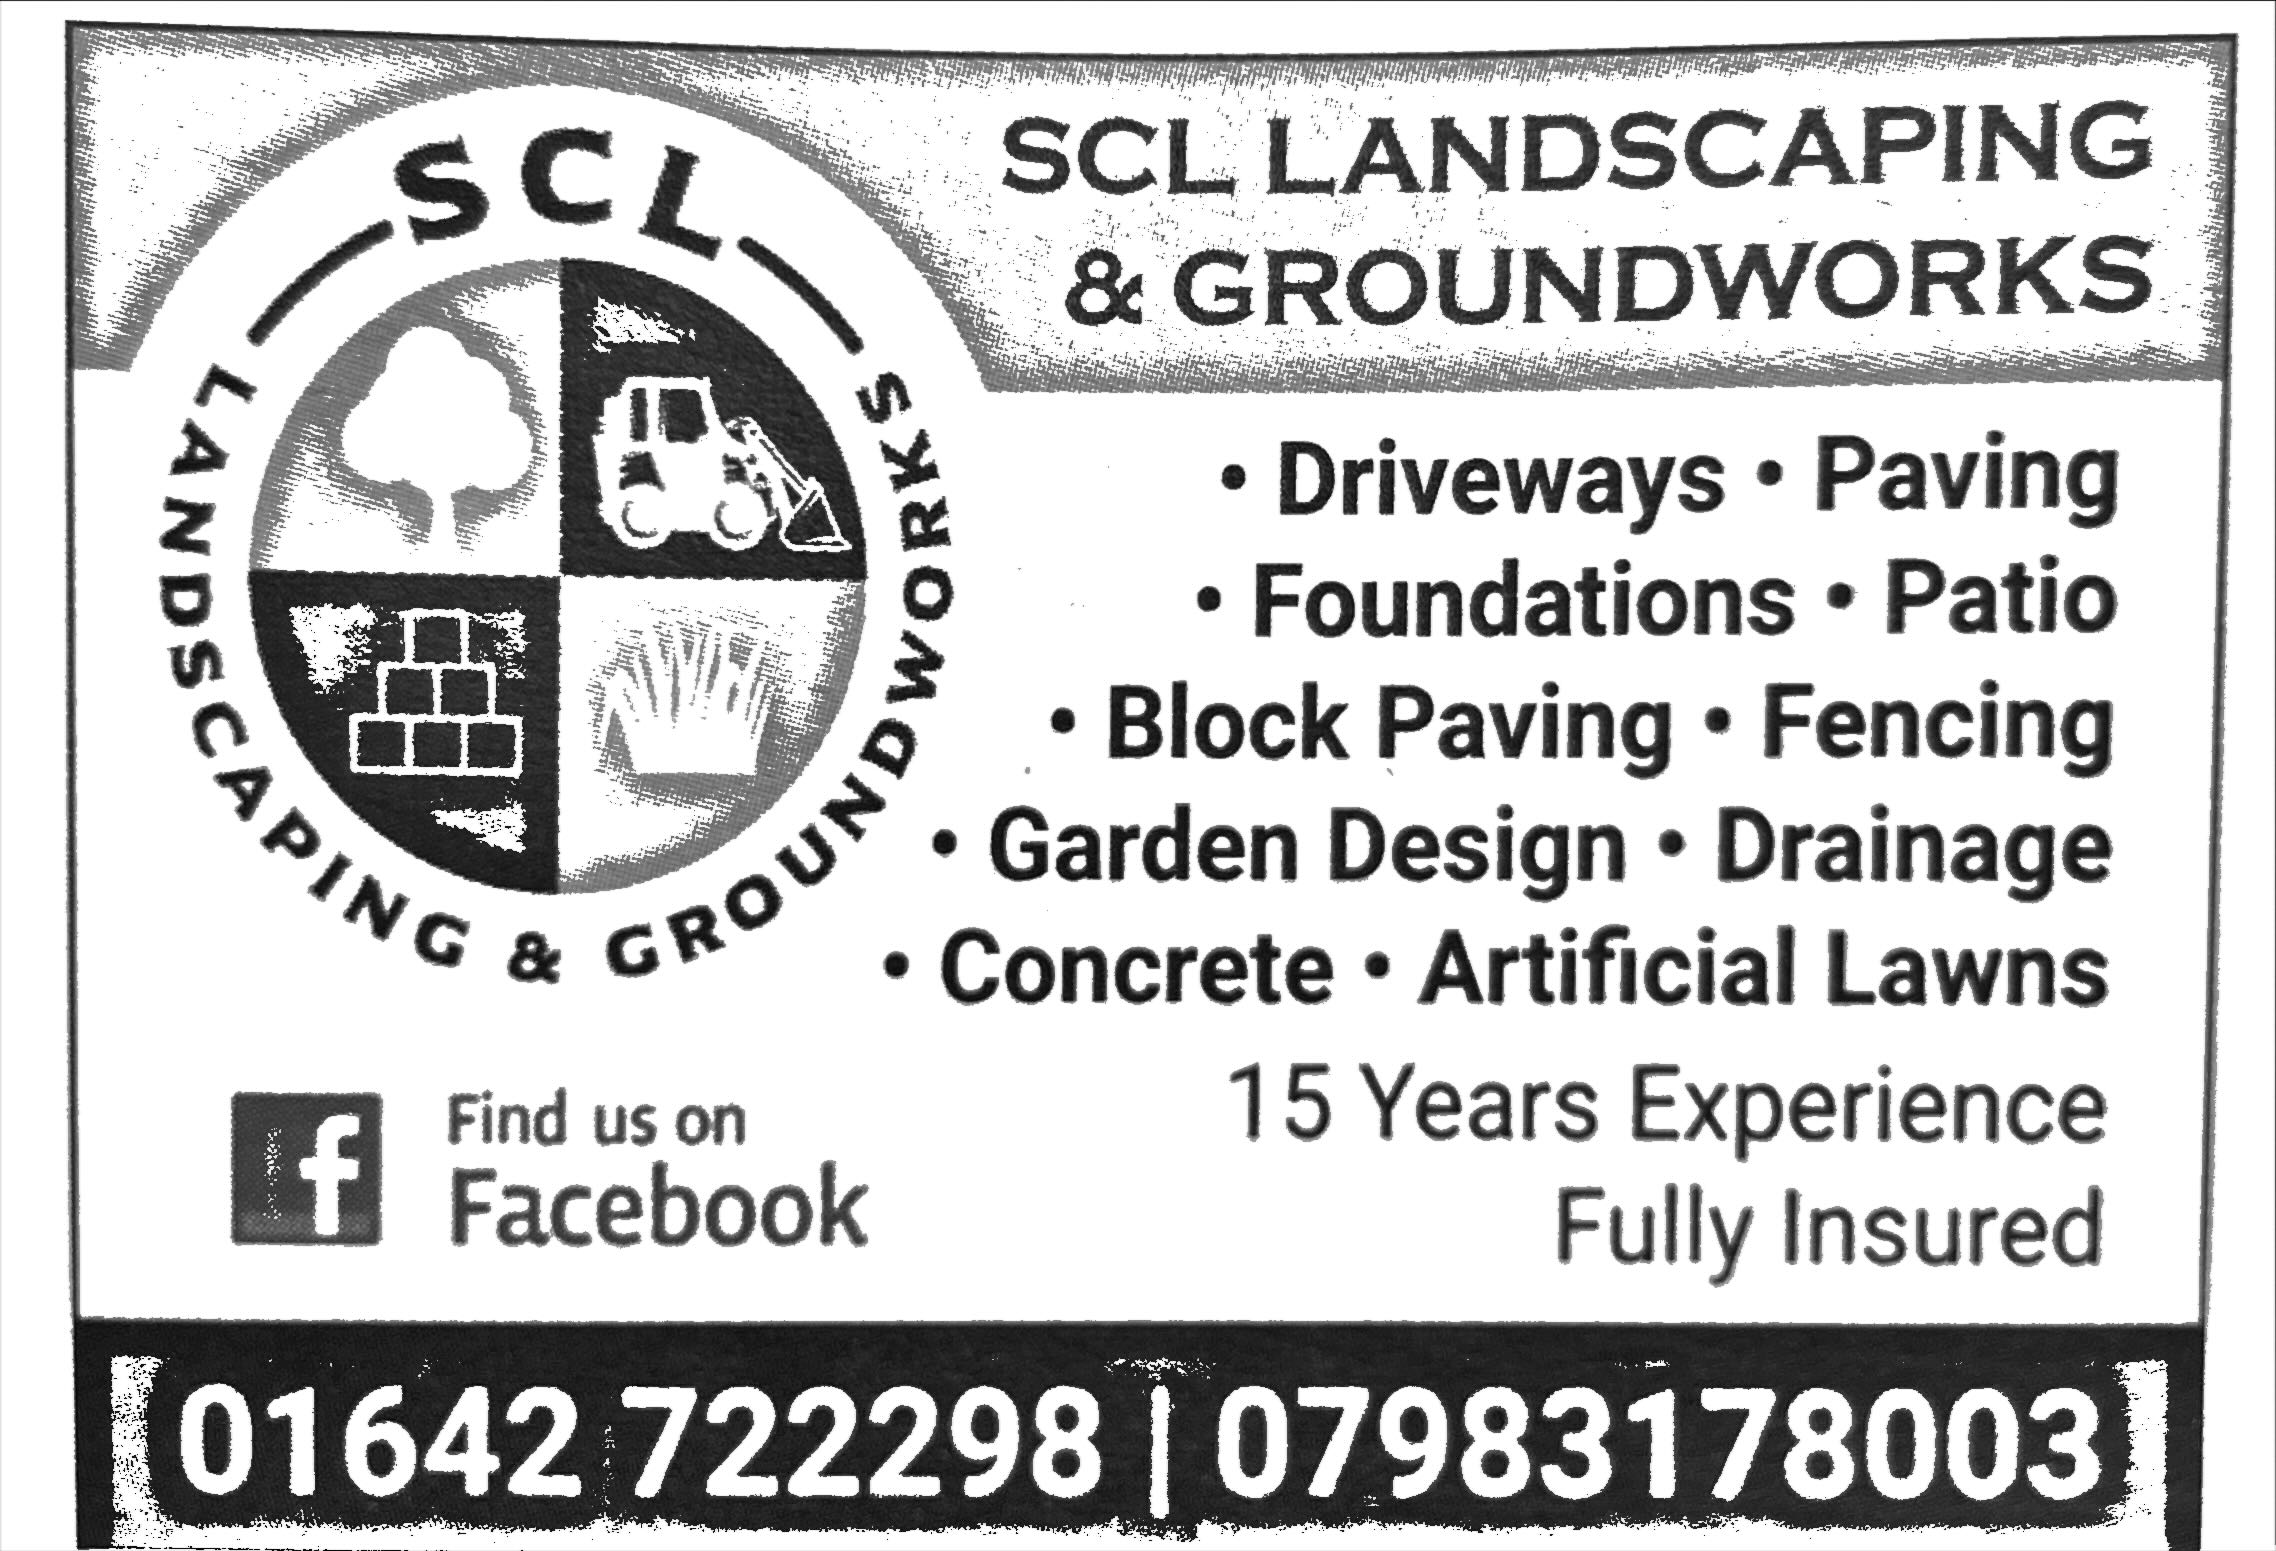 SCL
LANDSCAPING & GROUNDWORKS
SCL LANDSCAPING
& GROUNDWORKS
• Driveways • Paving
• Foundations • Patio
• Block Paving • Fencing
• Garden Design • Drainage
• Concrete • Artificial Lawns
15 Years Experience
Fully Insured
f
Find us on
Facebook
01642 722298 | 07983178003